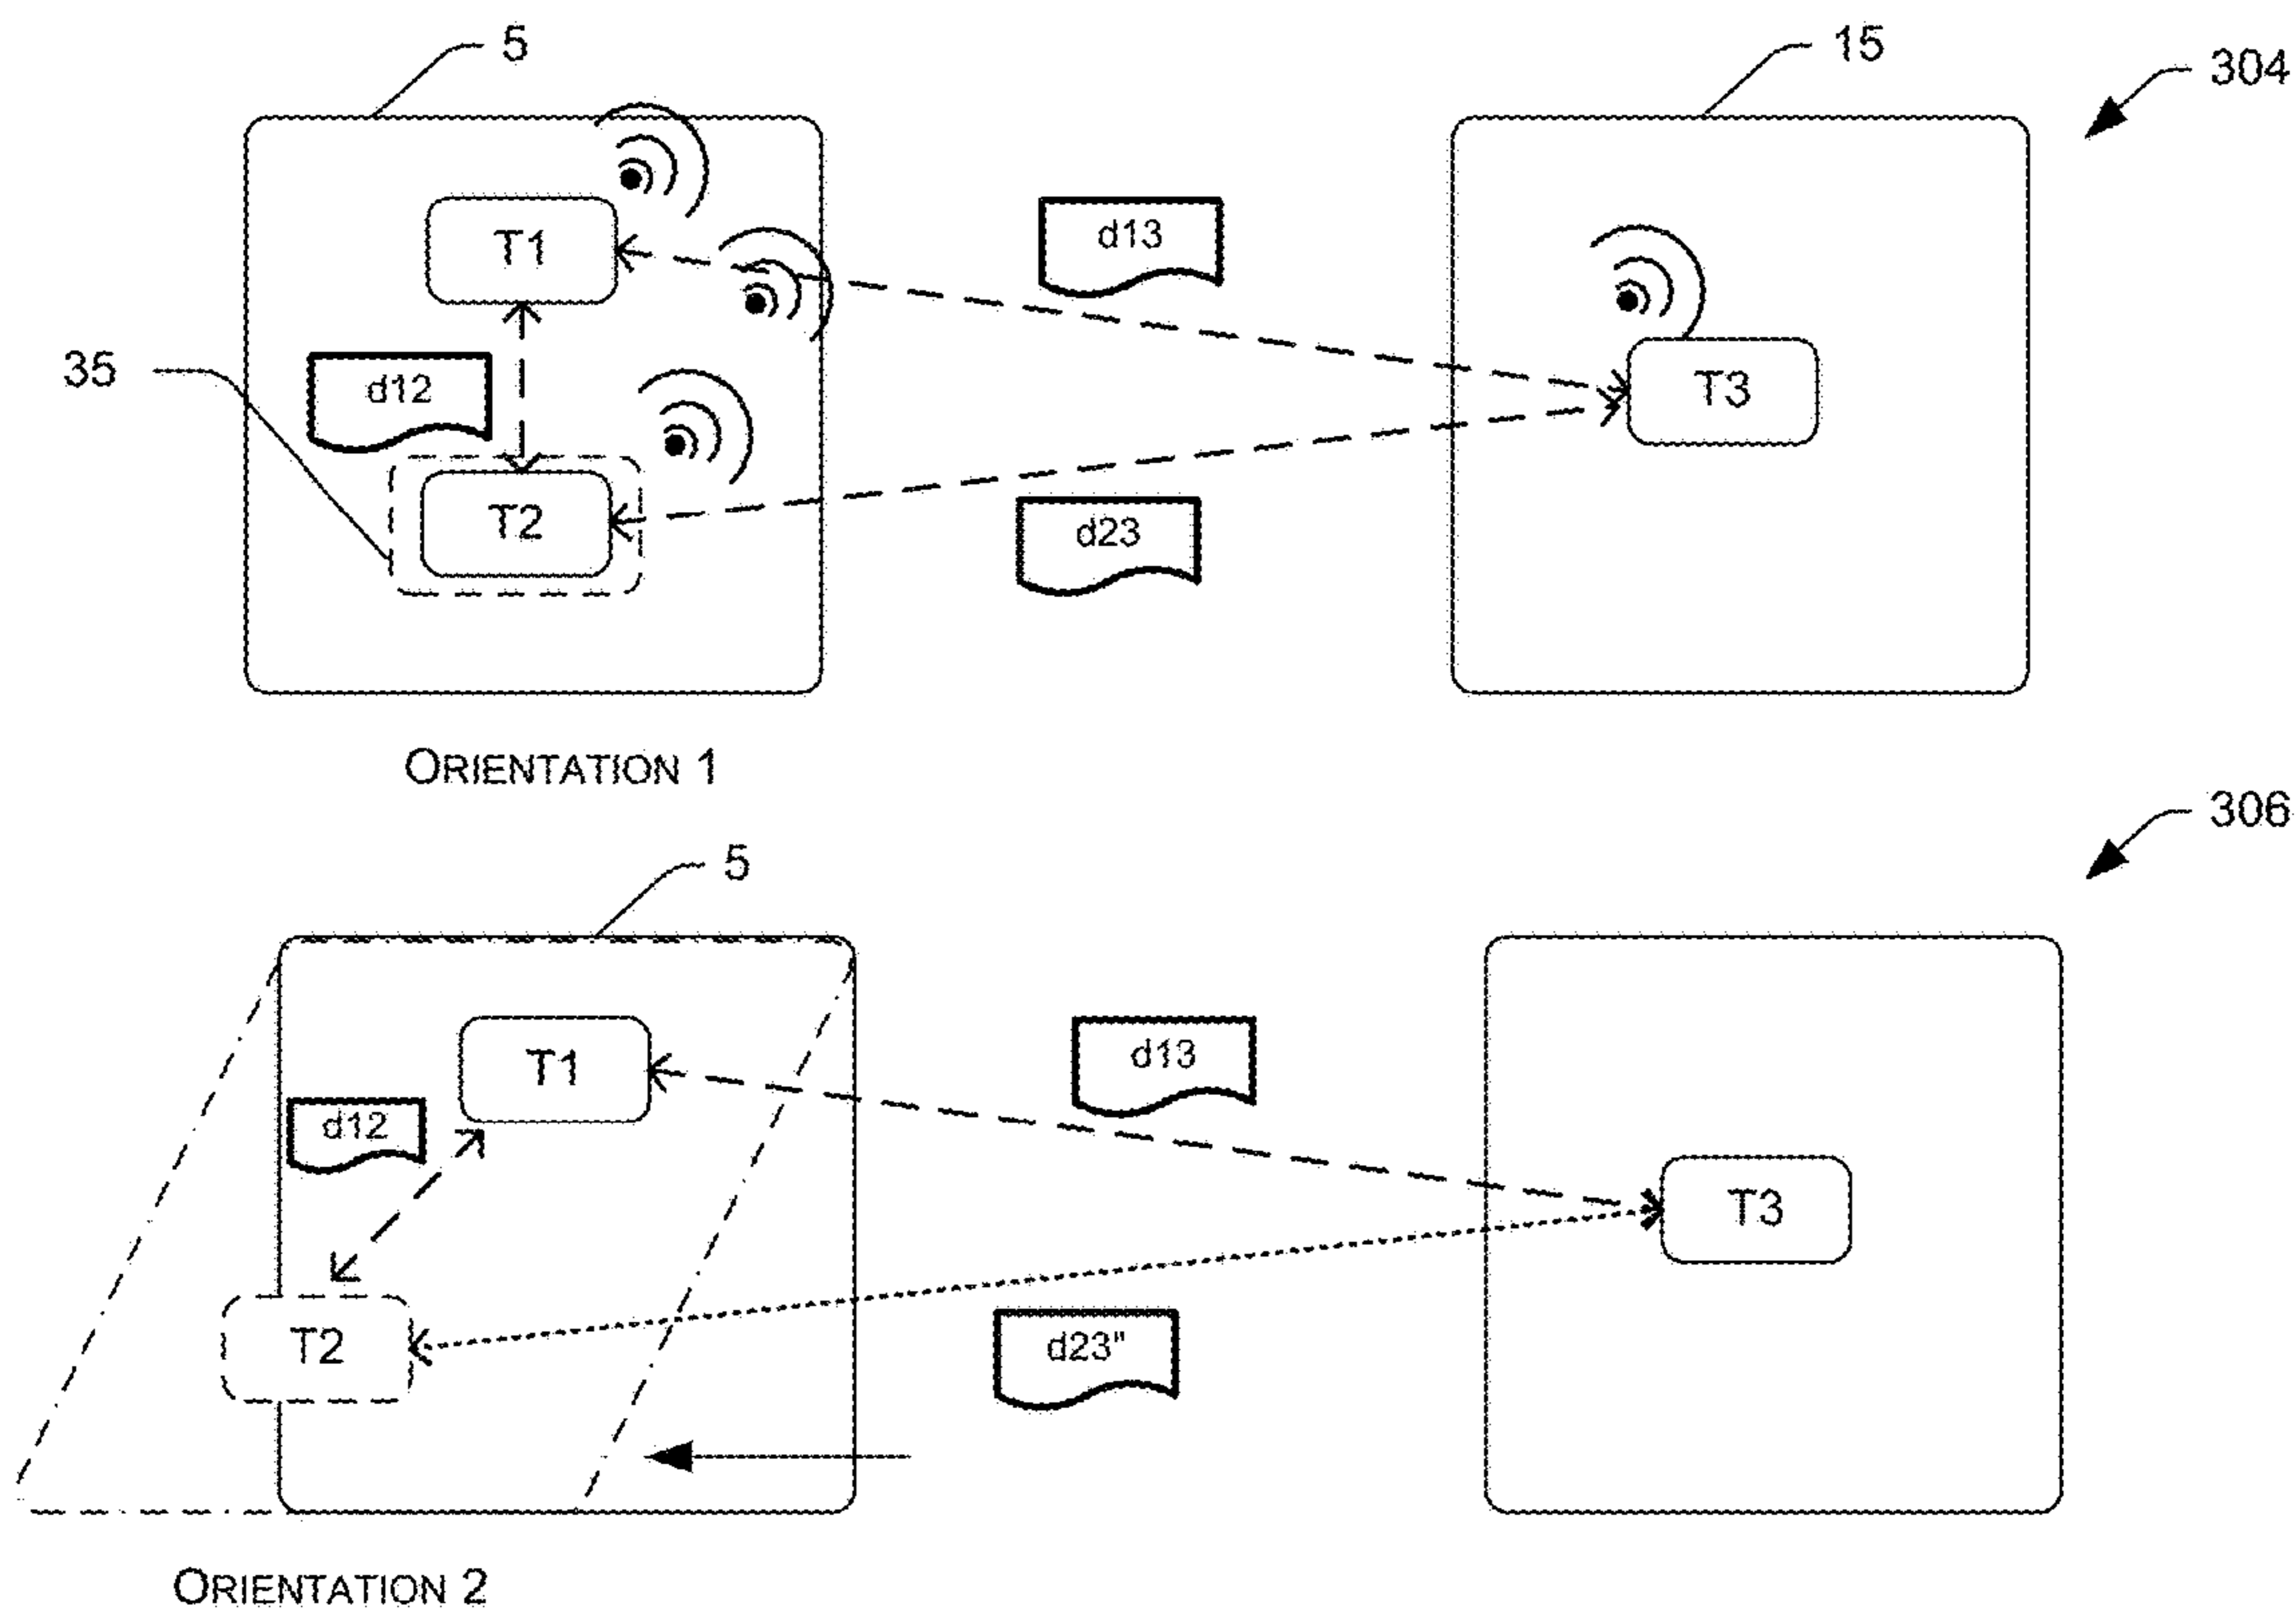 5
15
304
T1
d13
35
d12
T3
T2
d23
ORIENTATION 1
306
5
T1
d13
d12
T3
T2
d23"
ORIENTATION 2